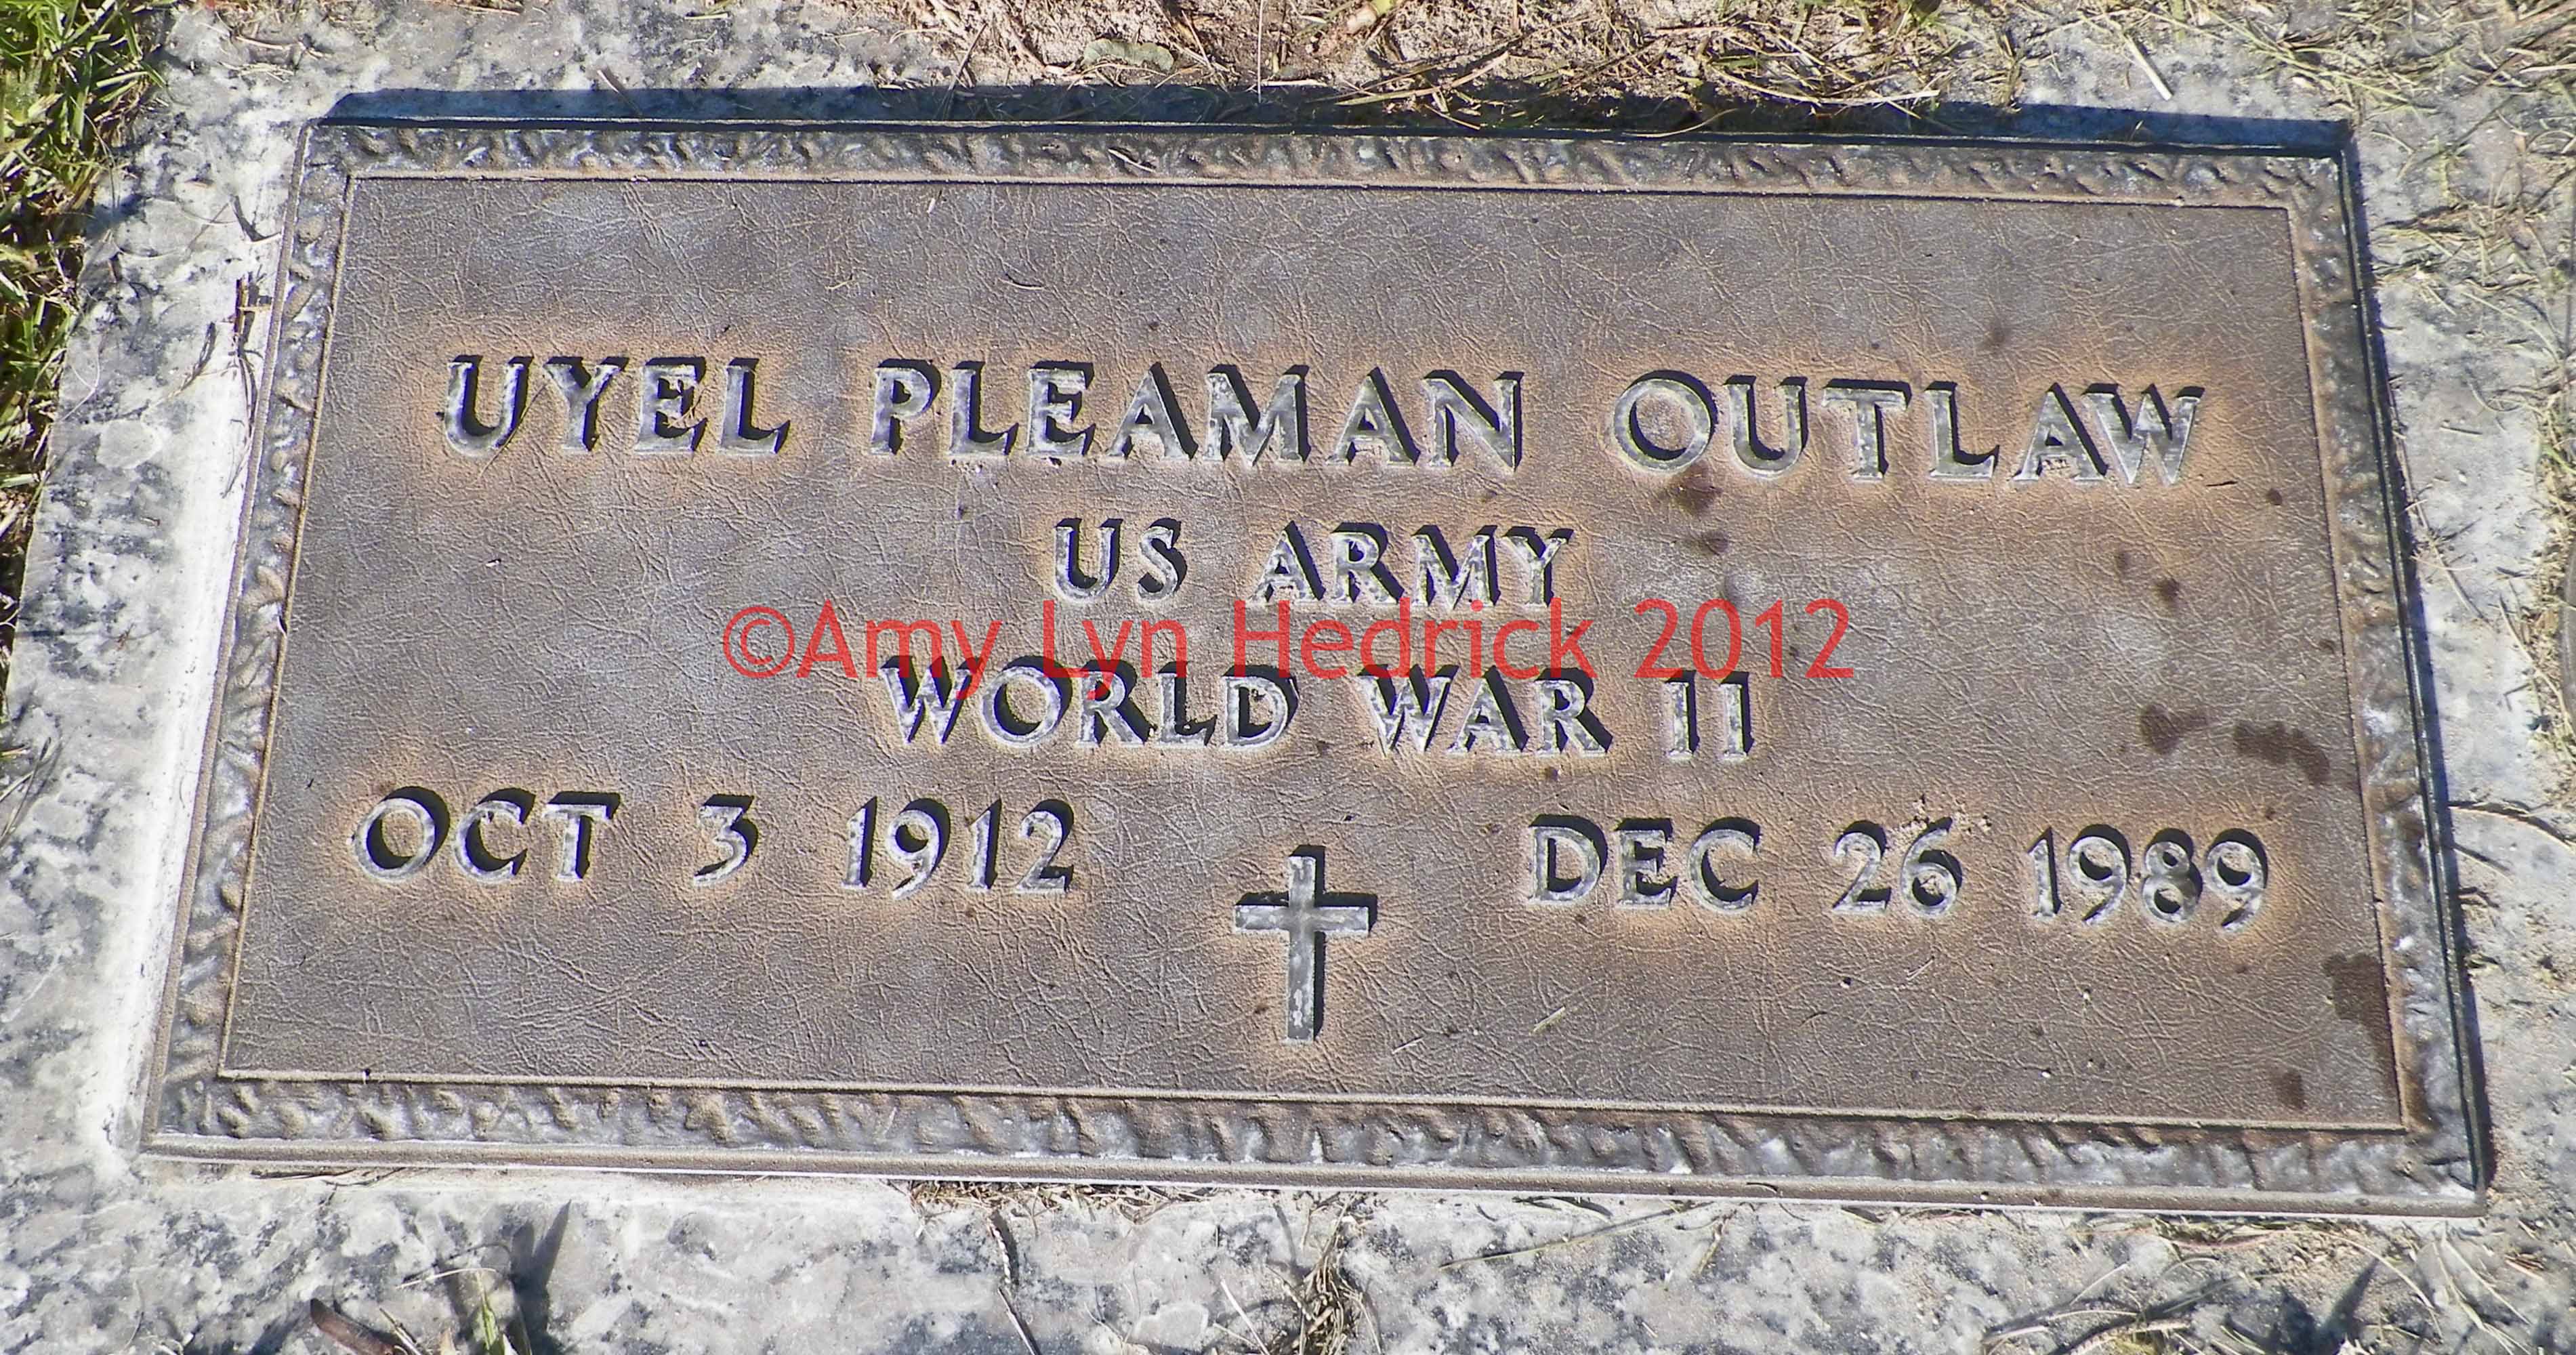 UYEL PLEAMAN OUTLAW
US ARMY
©Amy Lyn Hedrick 2012
WORLD WAR II
OCT 3 1912 DEC 26 1989